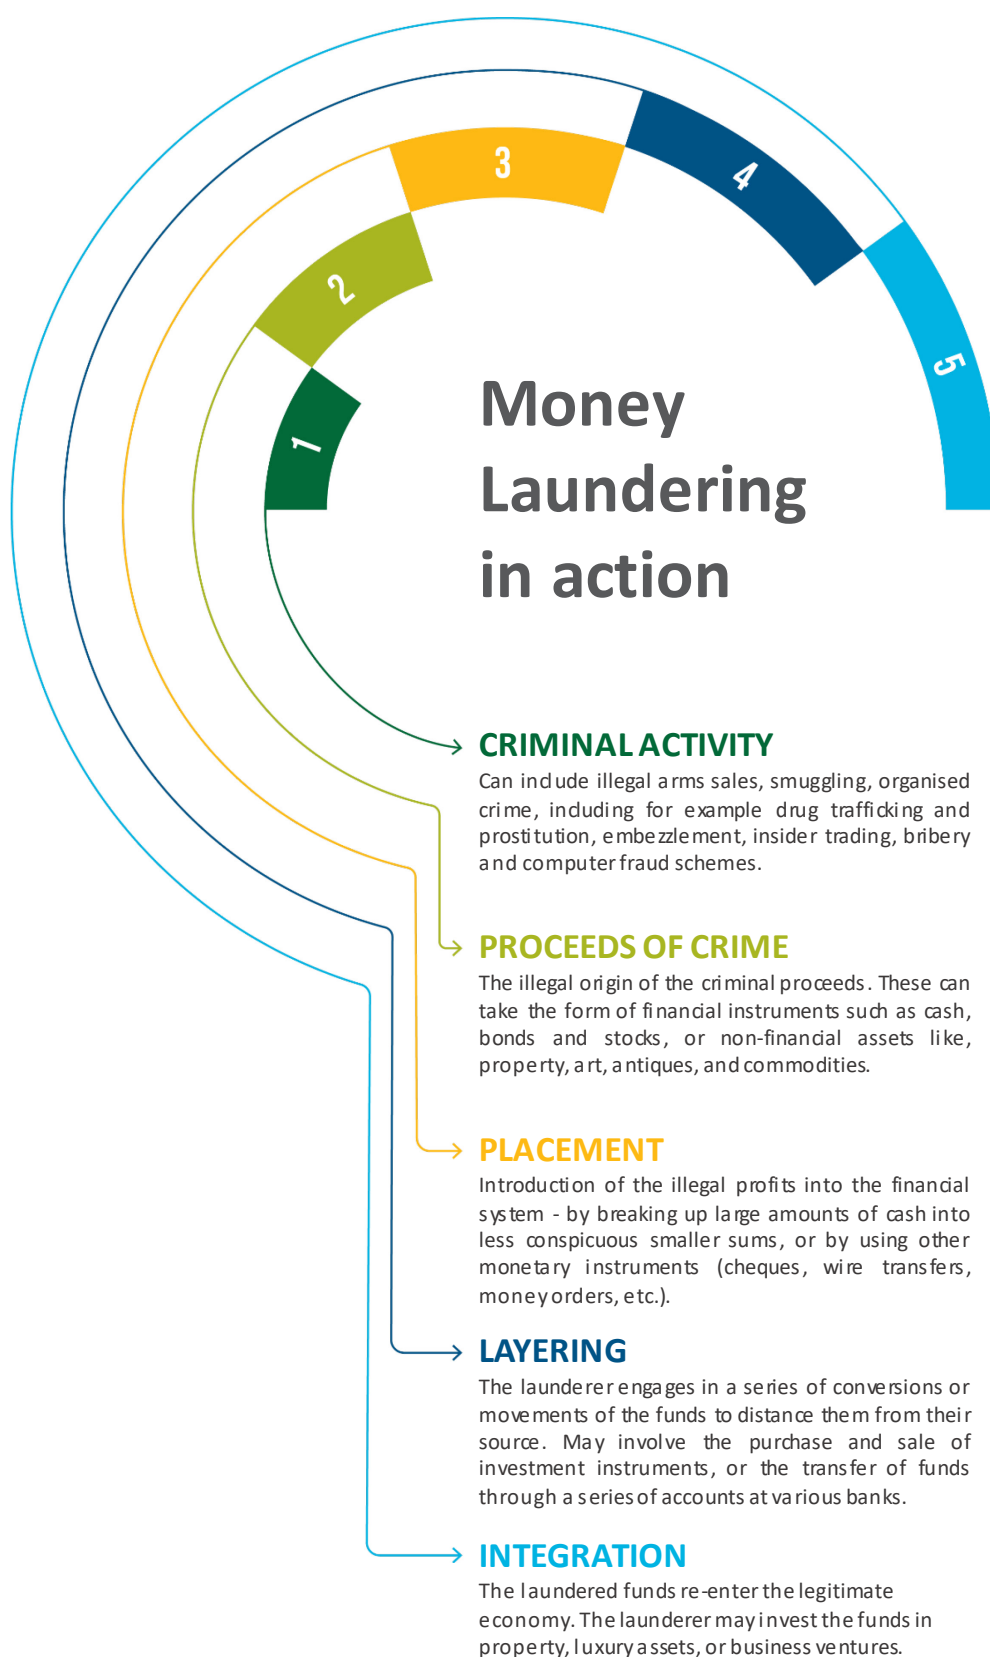 3
4
2
5
1
Money
Laundering
in action
CRIMINAL ACTIVITY
Can include illegal arms sales, smuggling, organised
crime, including for example drug trafficking and
prostitution, embezzlement, insider trading, bribery
and computer fraud schemes.
PROCEEDS OF CRIME
The illegal origin of the criminal proceeds. These can
take the form of financial instruments such as cash,
bonds and stocks, or non-financial assets like,
property, art, antiques, and commodities.
PLACEMENT
Introduction of the illegal profits into the financial
system - by breaking up large amounts of cash into
less conspicuous smaller sums, or by using other
monetary instruments (cheques, wire transfers,
money orders, etc.).
LAYERING
The launderer engages in a series of conversions or
movements of the funds to distance them from their
source. May involve the purchase and sale of
investment instruments, or the transfer of funds
through a series of accounts at various banks.
INTEGRATION
The laundered funds re-enter the legitimate
economy. The launderer may invest the funds in
property, luxury assets, or business ventures.